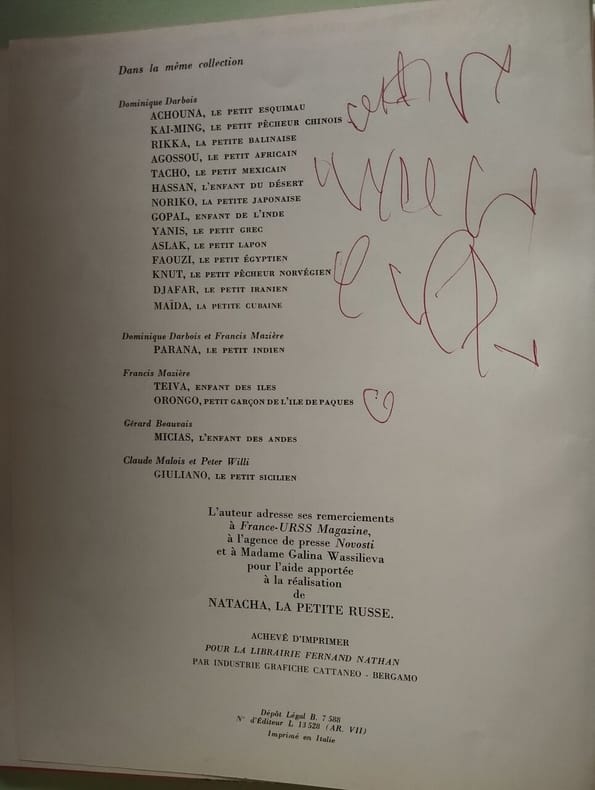 Dans la même collection
Dominique Darbois
ACHOUNA, LE PETIT ESQUIMAU
KAI-MING, LE PETIT PÊCHEUR CHINOIS
RIKKA, LA PETITE BALINAISE
AGOSSOU, LE PETIT AFRICAIN
TACHO, LE PETIT MEXICAIN
HASSAN, L'ENFANT DU DÉSERT
NORIKO, LA PETITE JAPONAISE
GOPAL, ENFANT DE L'INDE
YANIS, LE PETIT GREC
ASLAK, LE PETIT LAPON
FAOUZI, LE PETIT ÉGYPTIEN
KNUT, LE PETIT PÊCHEUR NORVÉGIEN
DJAFAR, LE PETIT IRANIEN
MAÏDA, LA PETITE CUBAINE
Dominique Darbois et Francis Mazière
PARANA, LE PETIT INDIEN
Francis Mazière
TEIVA, ENFANT DES ILES
ORONGO, PETIT GARÇON DE L'ILE DE PAQUES
Gérard Beauvais
MICIAS, L'ENFANT DES ANDES
Claude Malois et Peter Willi
GIULIANO, LE PETIT SICILIEN
L'auteur adresse ses remerciements
à France-URSS Magazine,
à l'agence de presse Novosti
et à Madame Galina Wassilieva
pour l'aide apportée
à la réalisation
de
NATACHA, LA PETITE RUSSE.
ACHEVÉ D'IMPRIMER
POUR LA LIBRAIRIE FERNAND NATHAN
PAR INDUSTRIE GRAFICHE CATTANEO - BERGAMO
Dépôt Légal B. 7 588
N° d'Éditeur L 13 528 (AR. VII)
Imprimé en Italie